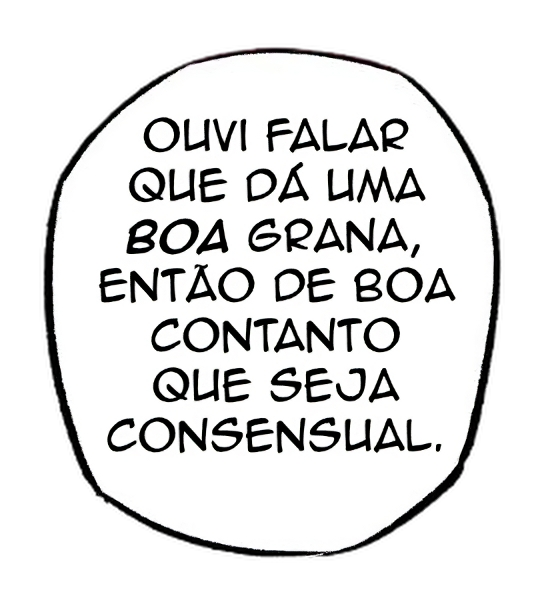 OUVI FALAR
QUE DÁ UMA
BOA GRANA,
ENTÃO DE BOA
CONTANTO
QUE SEJA
CONSENSUAL.